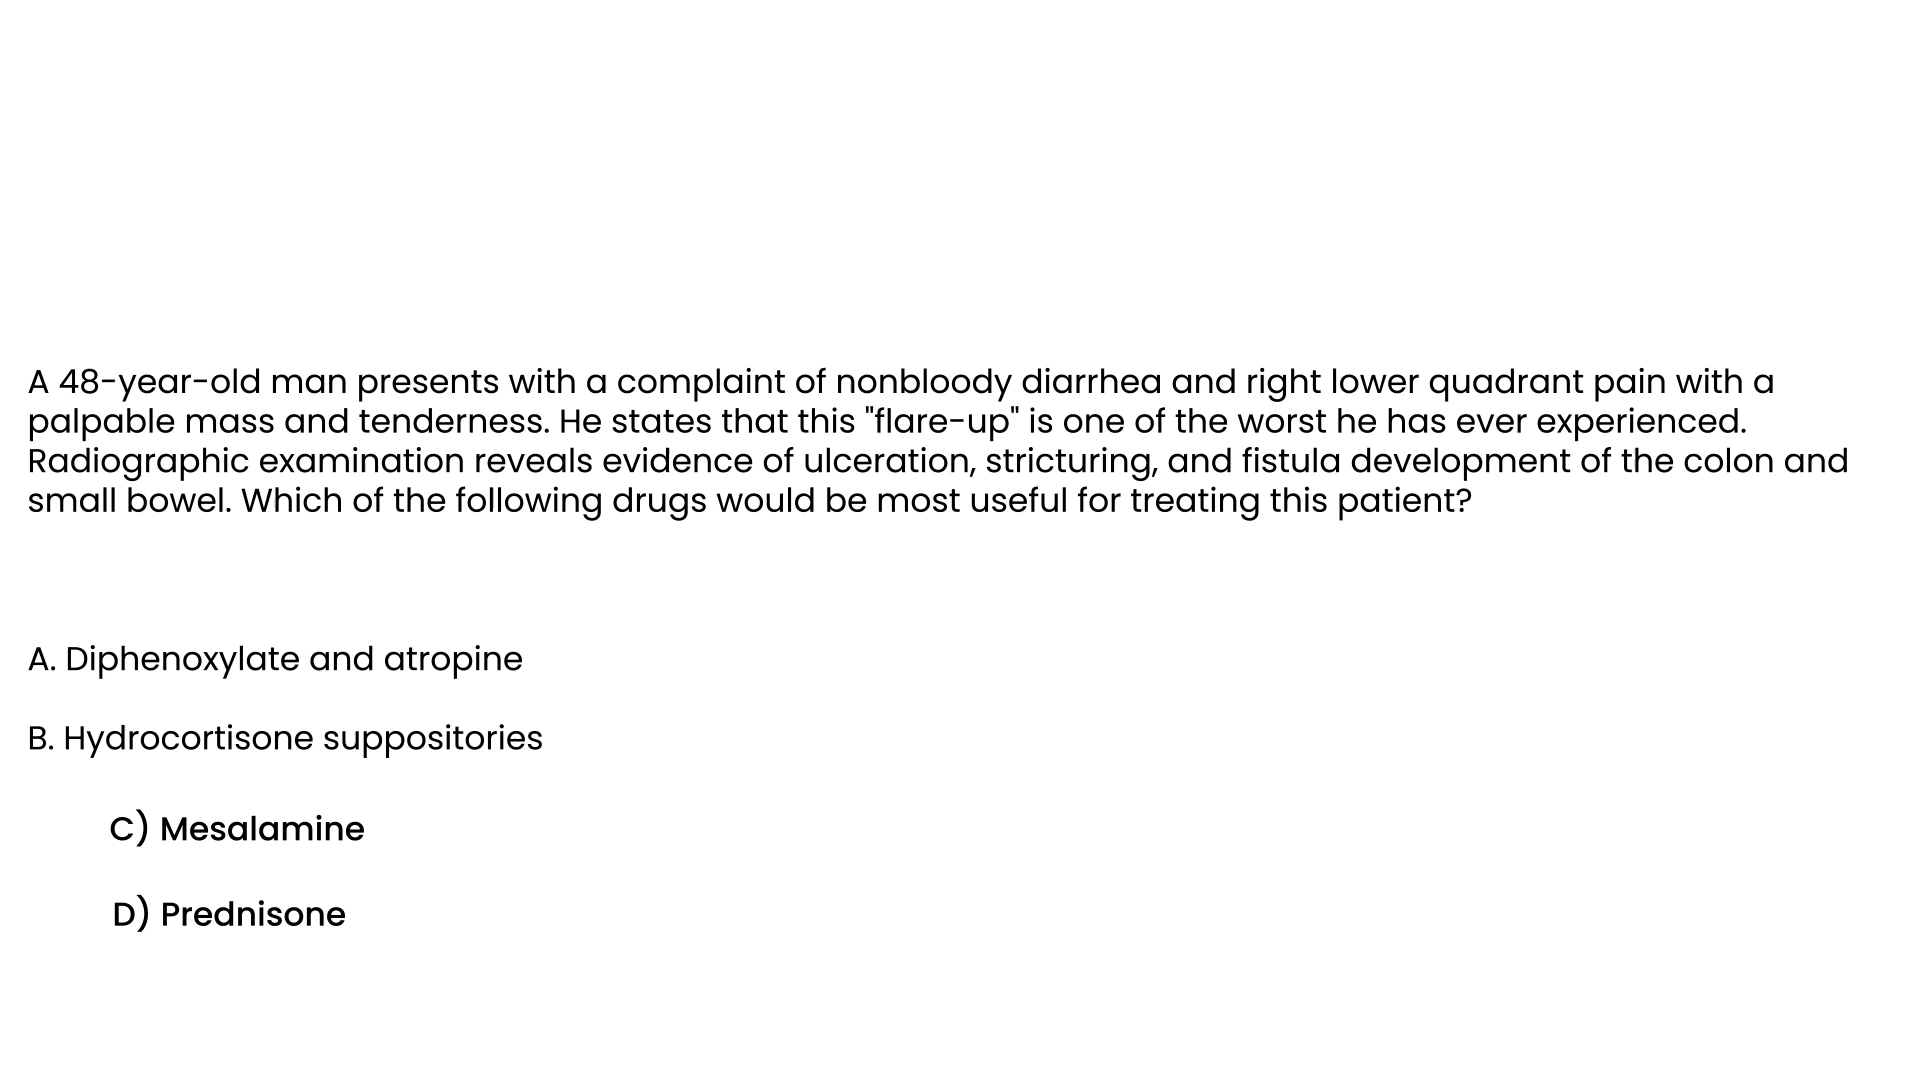 A 48-year-old man presents with a complaint of nonbloody diarrhea and right lower quadrant pain with a
palpable mass and tenderness. He states that this "flare-up" is one of the worst he has ever experienced.
Radiographic examination reveals evidence of ulceration, stricturing, and fistula development of the colon and
small bowel. Which of the following drugs would be most useful for treating this patient?
A. Diphenoxylate and atropine
B. Hydrocortisone suppositories
C) Mesalamine
D) Prednisone